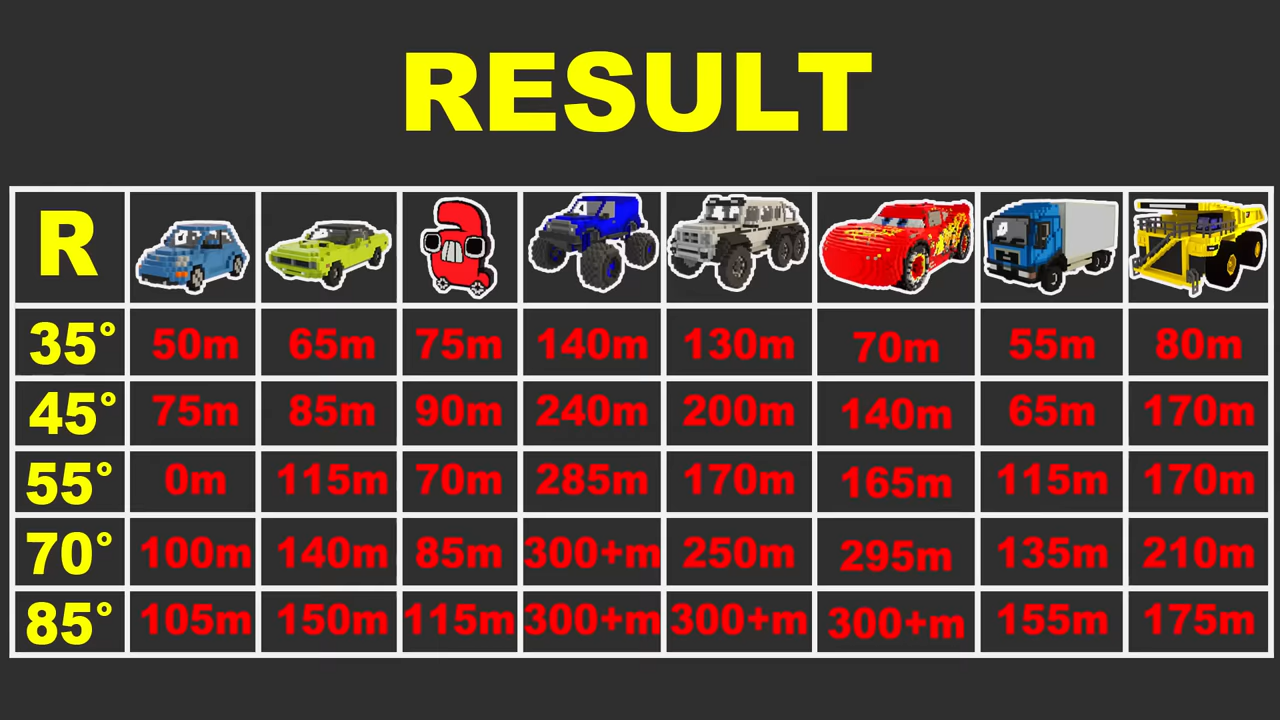 RESULT
R
35° 50m 65m 75m 140m 130m 70m 55m 80m
45° 75m 85m 90m 240m 200m 140m 65m 170m
55° 0m 115m 70m 285m 170m 165m 115m 170m
70° 100m 140m 85m 300+m 250m 295m 135m 210m
85° 105m 150m 115m 300+m 300+m 300+m 155m 175m